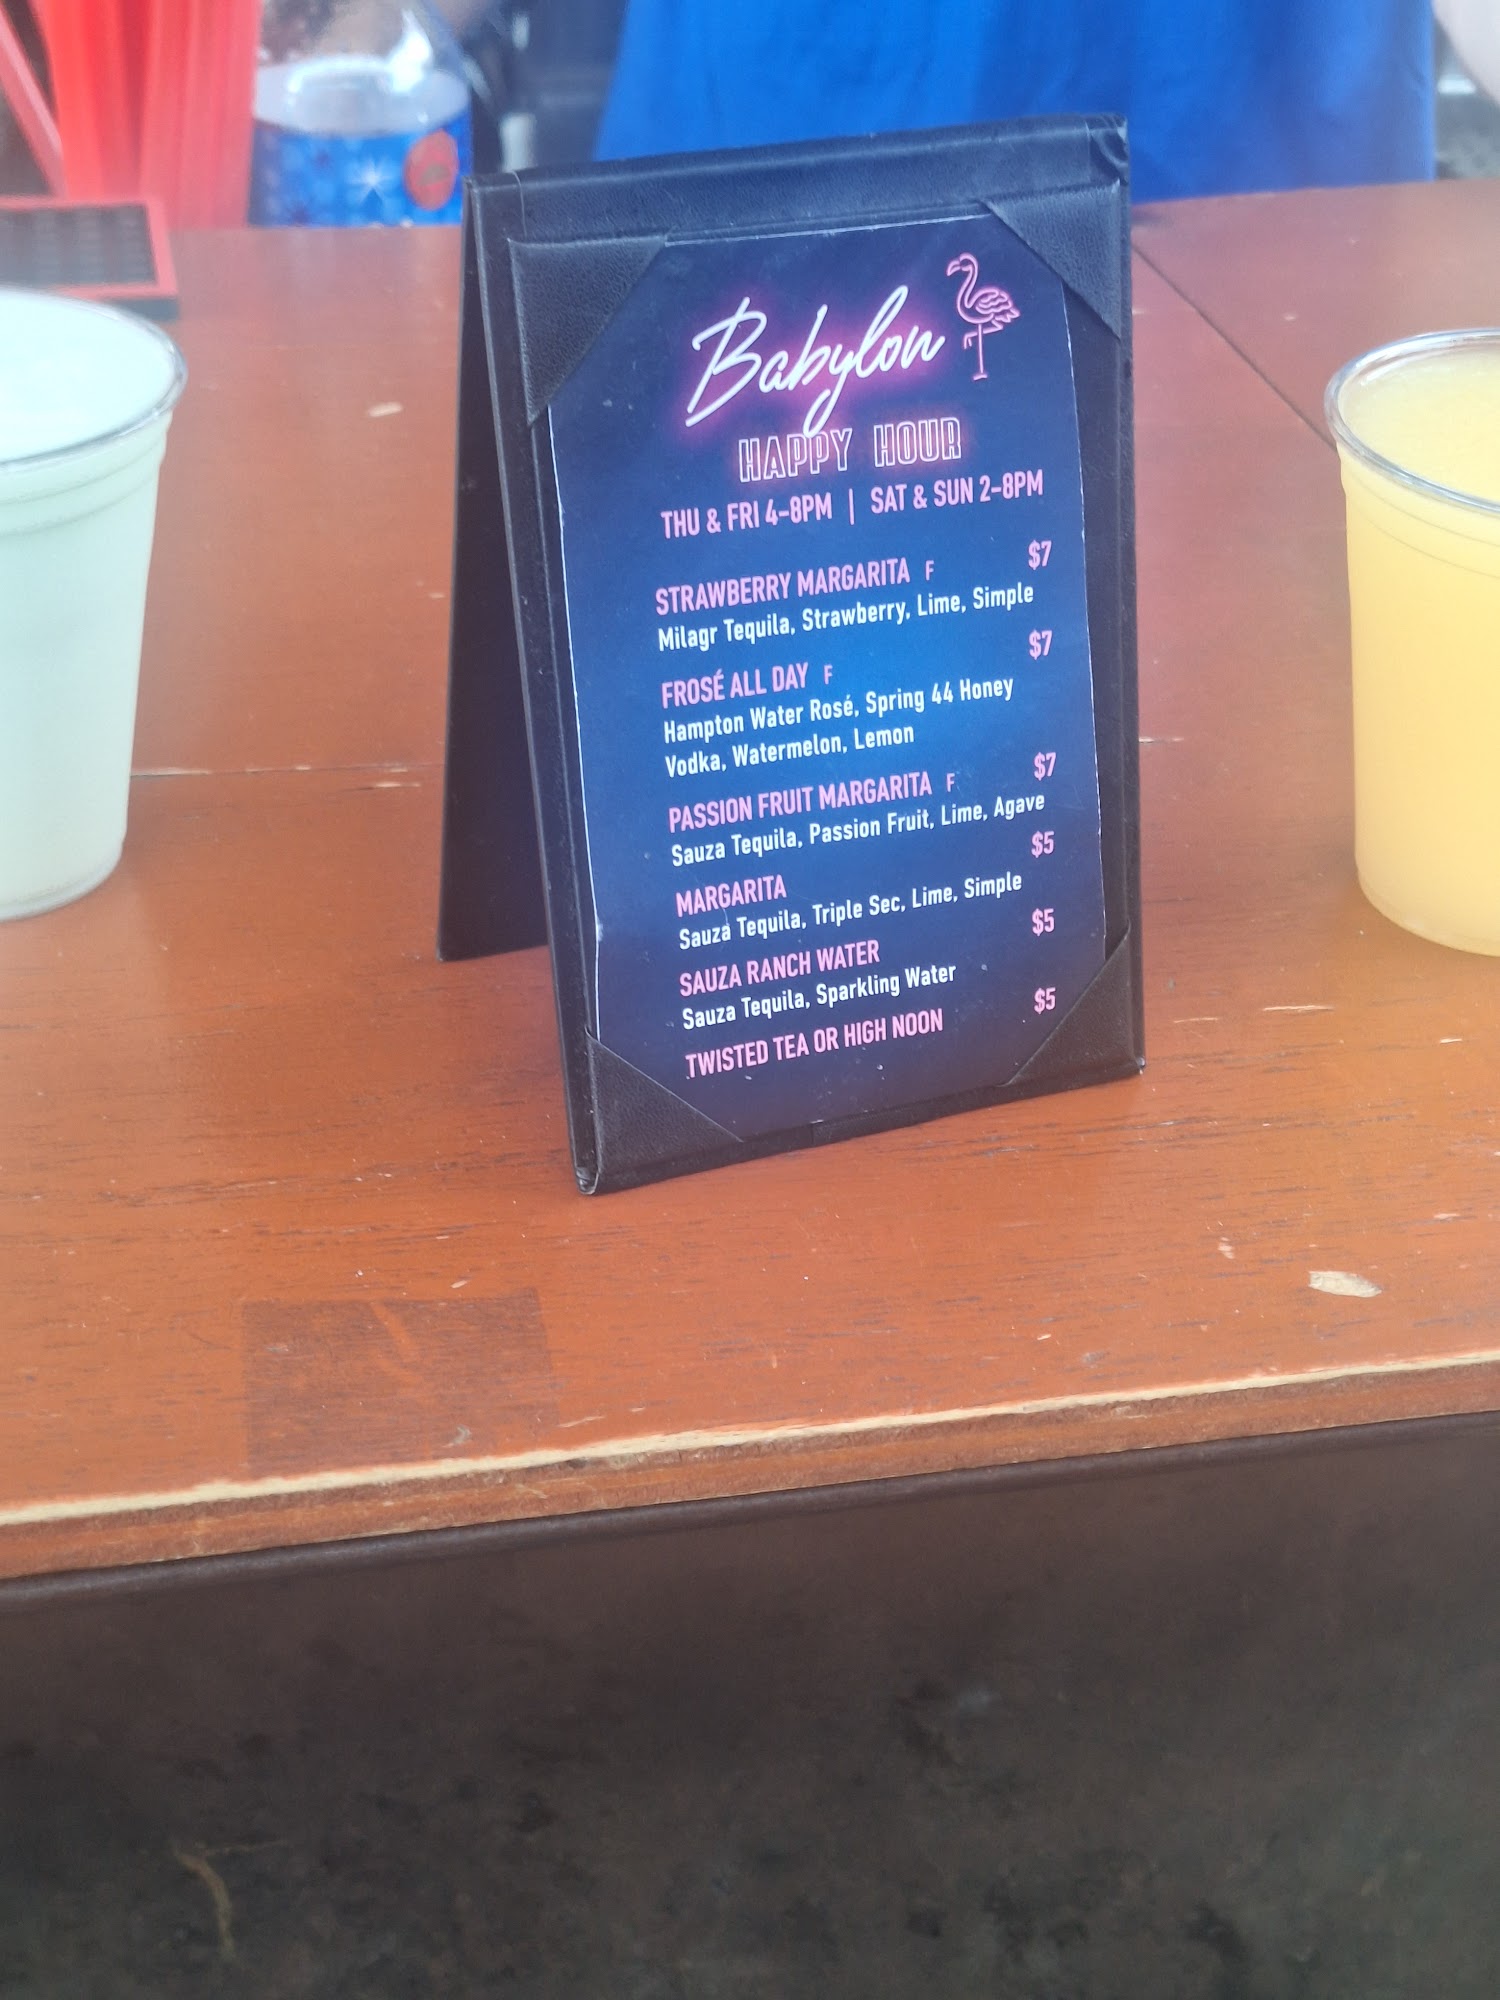 Babylon
HAPPY HOUR
THU & FRI 4-8PM | SAT & SUN 2-8PM
STRAWBERRY MARGARITA F $7
Milagr Tequila, Strawberry, Lime, Simple
FROSÉ ALL DAY F $7
Hampton Water Rosé, Spring 44 Honey
Vodka, Watermelon, Lemon
PASSION FRUIT MARGARITA F $7
Sauza Tequila, Passion Fruit, Lime, Agave
MARGARITA $5
Sauza Tequila, Triple Sec, Lime, Simple
SAUZA RANCH WATER $5
Sauza Tequila, Sparkling Water
TWISTED TEA OR HIGH NOON $5